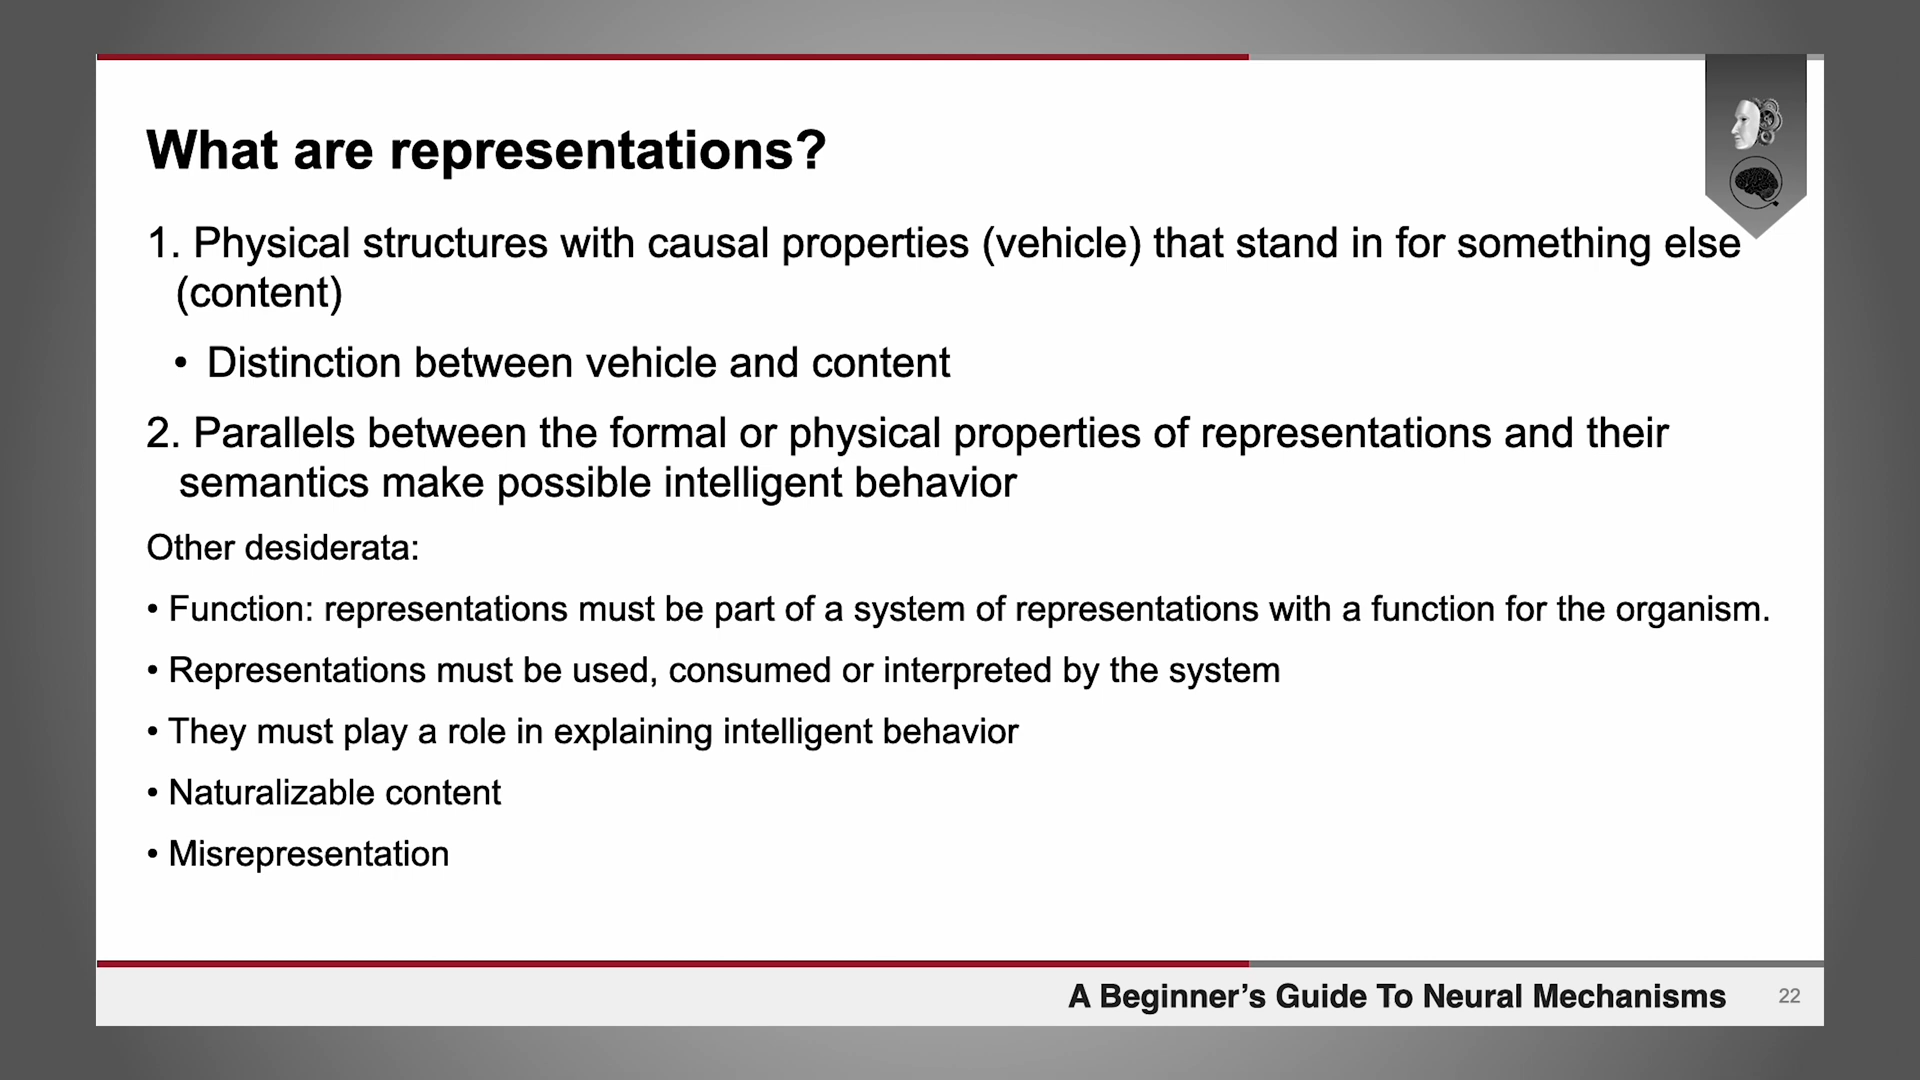 What are representations?
1. Physical structures with causal properties (vehicle) that stand in for something else
(content)
• Distinction between vehicle and content
2. Parallels between the formal or physical properties of representations and their
semantics make possible intelligent behavior
Other desiderata:
• Function: representations must be part of a system of representations with a function for the organism.
• Representations must be used, consumed or interpreted by the system
• They must play a role in explaining intelligent behavior
• Naturalizable content
• Misrepresentation
A Beginner’s Guide To Neural Mechanisms
22